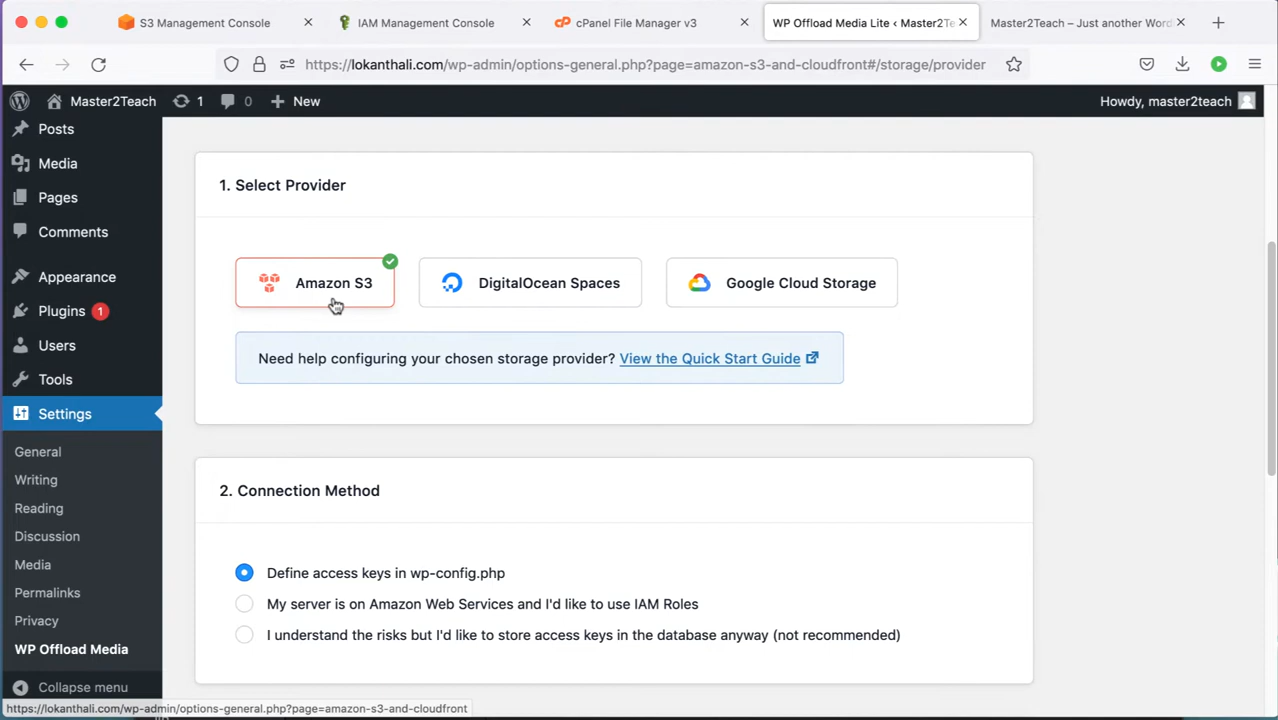 S3 Management Console
IAM Management Console
cPanel File Manager v3
WP Offload Media Lite ‹ Master2Te
Master2Teach – Just another Word
https://lokanthali.com/wp-admin/options-general.php?page=amazon-s3-and-cloudfront#/storage/provider
Master2Teach
1
0
New
Howdy, master2teach
Posts
Media
Pages
Comments
Appearance
Plugins 1
Users
Tools
Settings
General
Writing
Reading
Discussion
Media
Permalinks
Privacy
WP Offload Media
Collapse menu
1. Select Provider
Amazon S3
DigitalOcean Spaces
Google Cloud Storage
Need help configuring your chosen storage provider? View the Quick Start Guide
2. Connection Method
Define access keys in wp-config.php
My server is on Amazon Web Services and I'd like to use IAM Roles
I understand the risks but I'd like to store access keys in the database anyway (not recommended)
https://lokanthali.com/wp-admin/options-general.php?page=amazon-s3-and-cloudfront